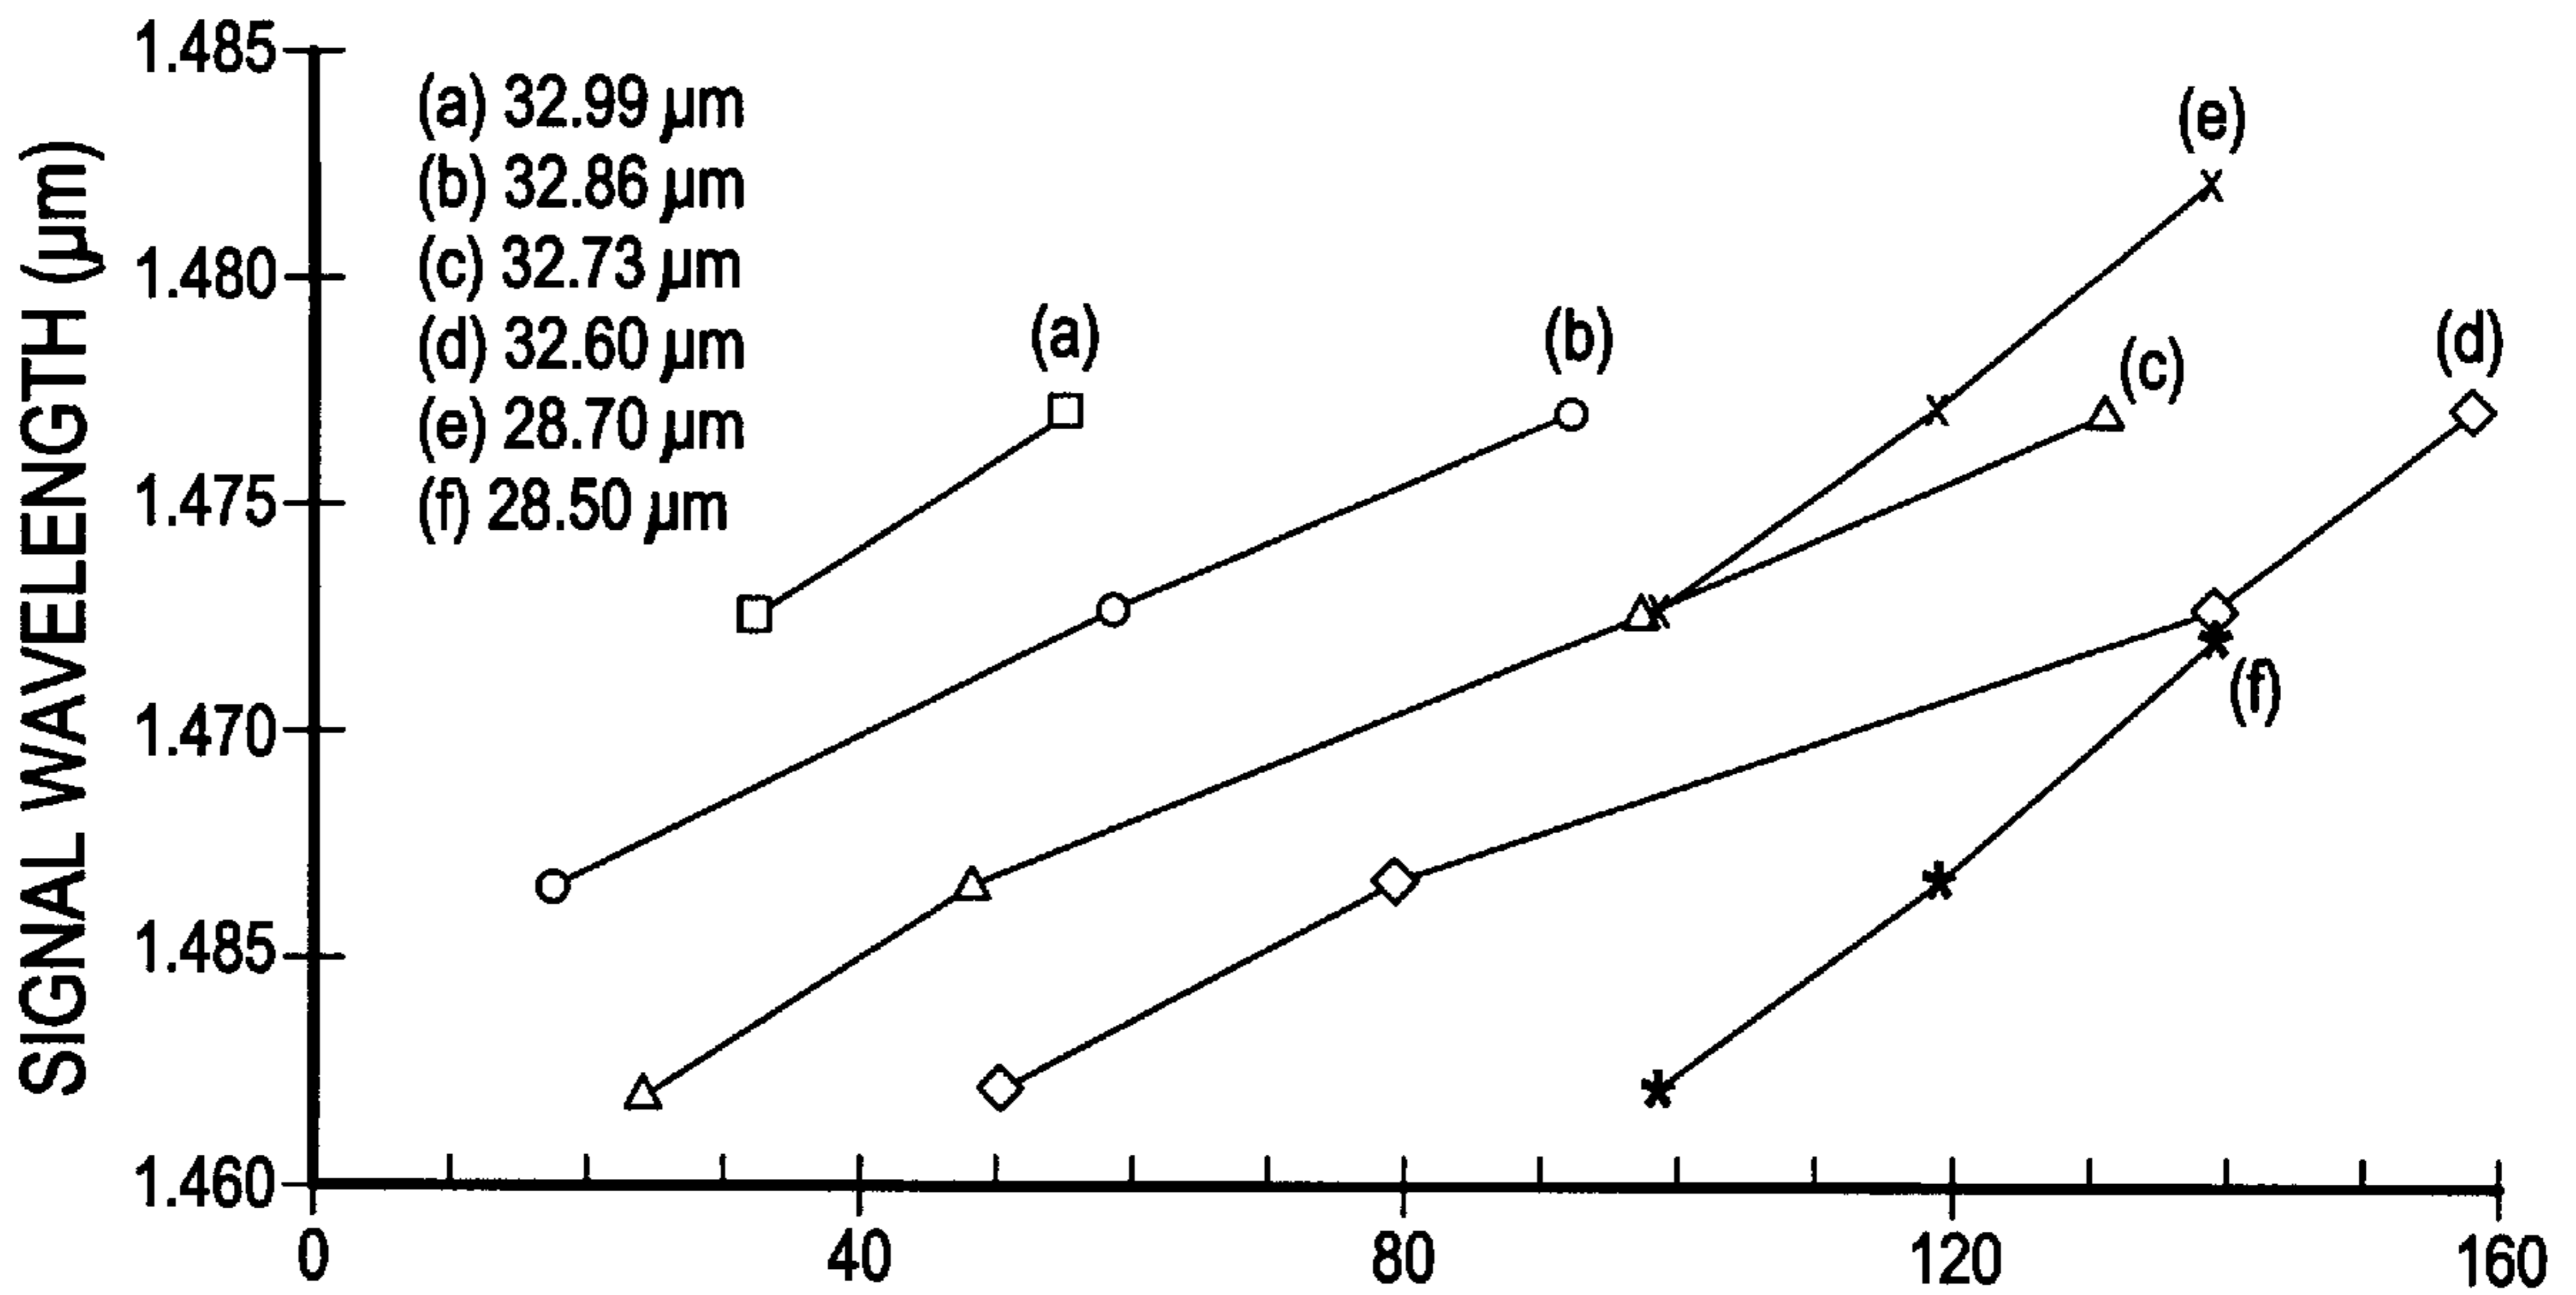 SIGNAL WAVELENGTH (µm)
1.485
1.480
1.475
1.470
1.485
1.460
(a) 32.99 µm
(b) 32.86 µm
(c) 32.73 µm
(d) 32.60 µm
(e) 28.70 µm
(f) 28.50 µm
(a)
(b)
(e)
(c)
(d)
(f)
0
40
80
120
160